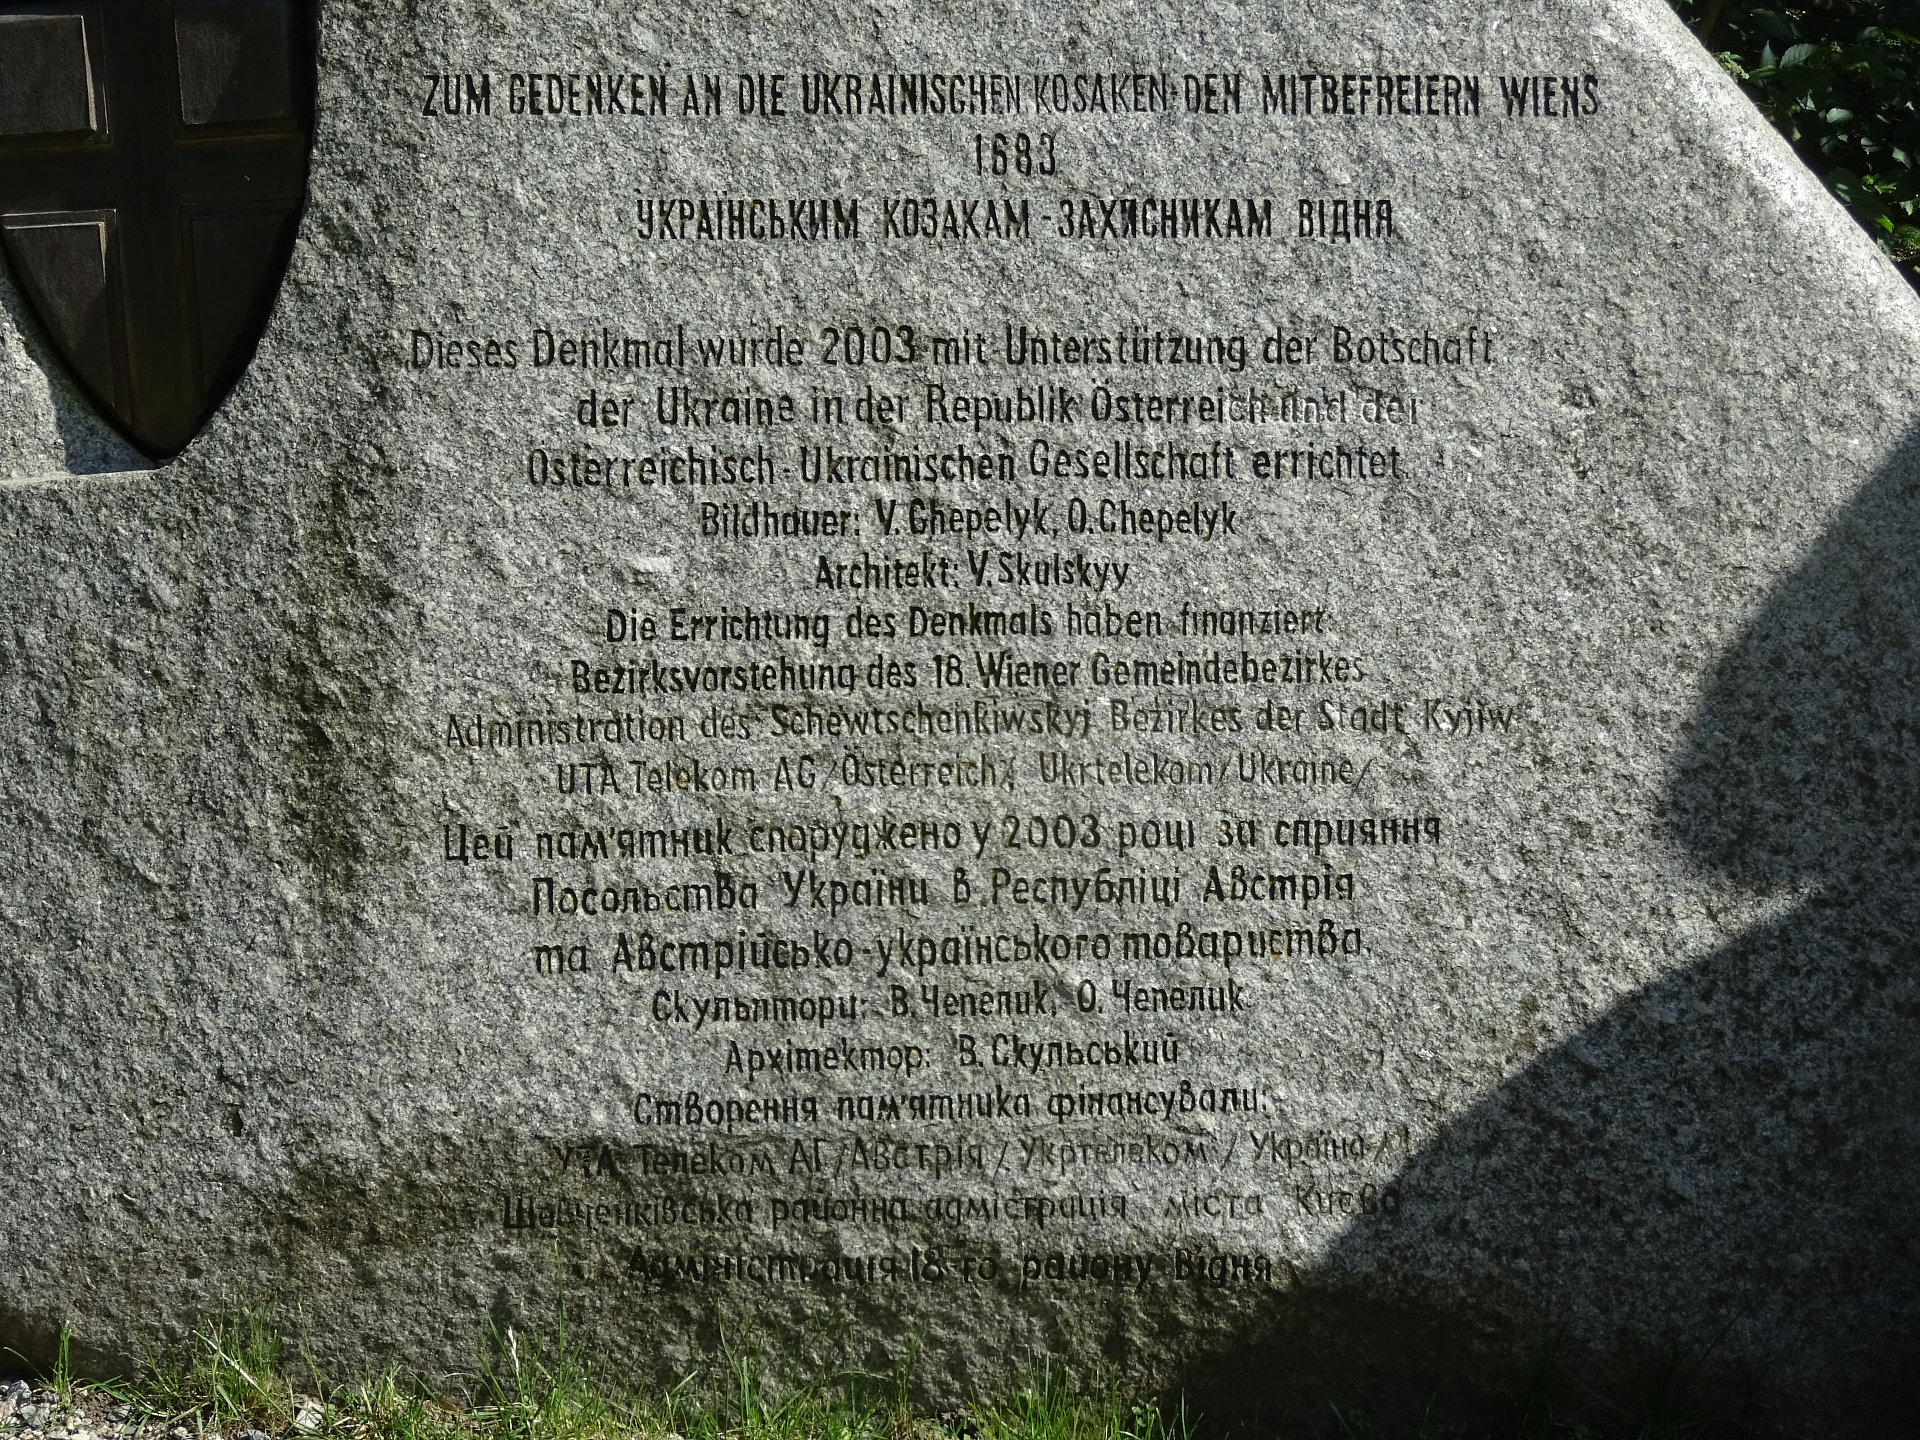 ZUM GEDENKEN AN DIE UKRAINISCHEN KOSAKEN-DEN MITBEFREIERN WIENS
1683
УКРАЇНСЬКИМ КОЗАКАМ - ЗАХИСНИКАМ ВІДНЯ
Dieses Denkmal wurde 2003 mit Unterstützung der Botschaft
der Ukraine in der Republik Österreich und der
Österreichisch - Ukrainischen Gesellschaft errichtet.
Bildhauer: V. Chepelyk, O. Chepelyk
Architekt: V. Skulskyy
Die Errichtung des Denkmals haben finanziert:
Bezirksvorstehung des 18. Wiener Gemeindebezirkes
Administration des Schewtschenkiwskyj Bezirkes der Stadt Kyjiw
UTA Telekom AG /Österreich/, Ukrtelekom/Ukraine/
Цей пам'ятник споруджено у 2003 році за сприяння
Посольства України в Республіці Австрія
та Австрійсько-українського товариства.
Скульптори: В. Чепелик, О. Чепелик
Архітектор: В. Скульський
Створення пам'ятника фінансували:
УТА Телеком АГ /Австрія/ Укртелеком / Україна/
Шевченківська районна адміністрація міста Києва
Адміністрація 18-го району Відня